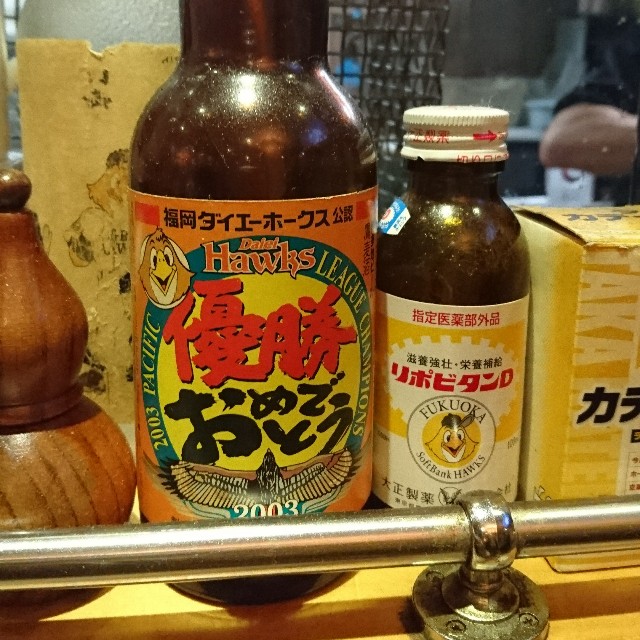 福岡ダイエーホークス公認
Daiei
Hawks
2003 PACIFIC LEAGUE CHAMPIONS
優勝
おめでとう
2003
指定医薬部外品
滋養強壮・栄養補給
リポビタンD
FUKUOKA
SoftBank HAWKS
大正製薬
カテ